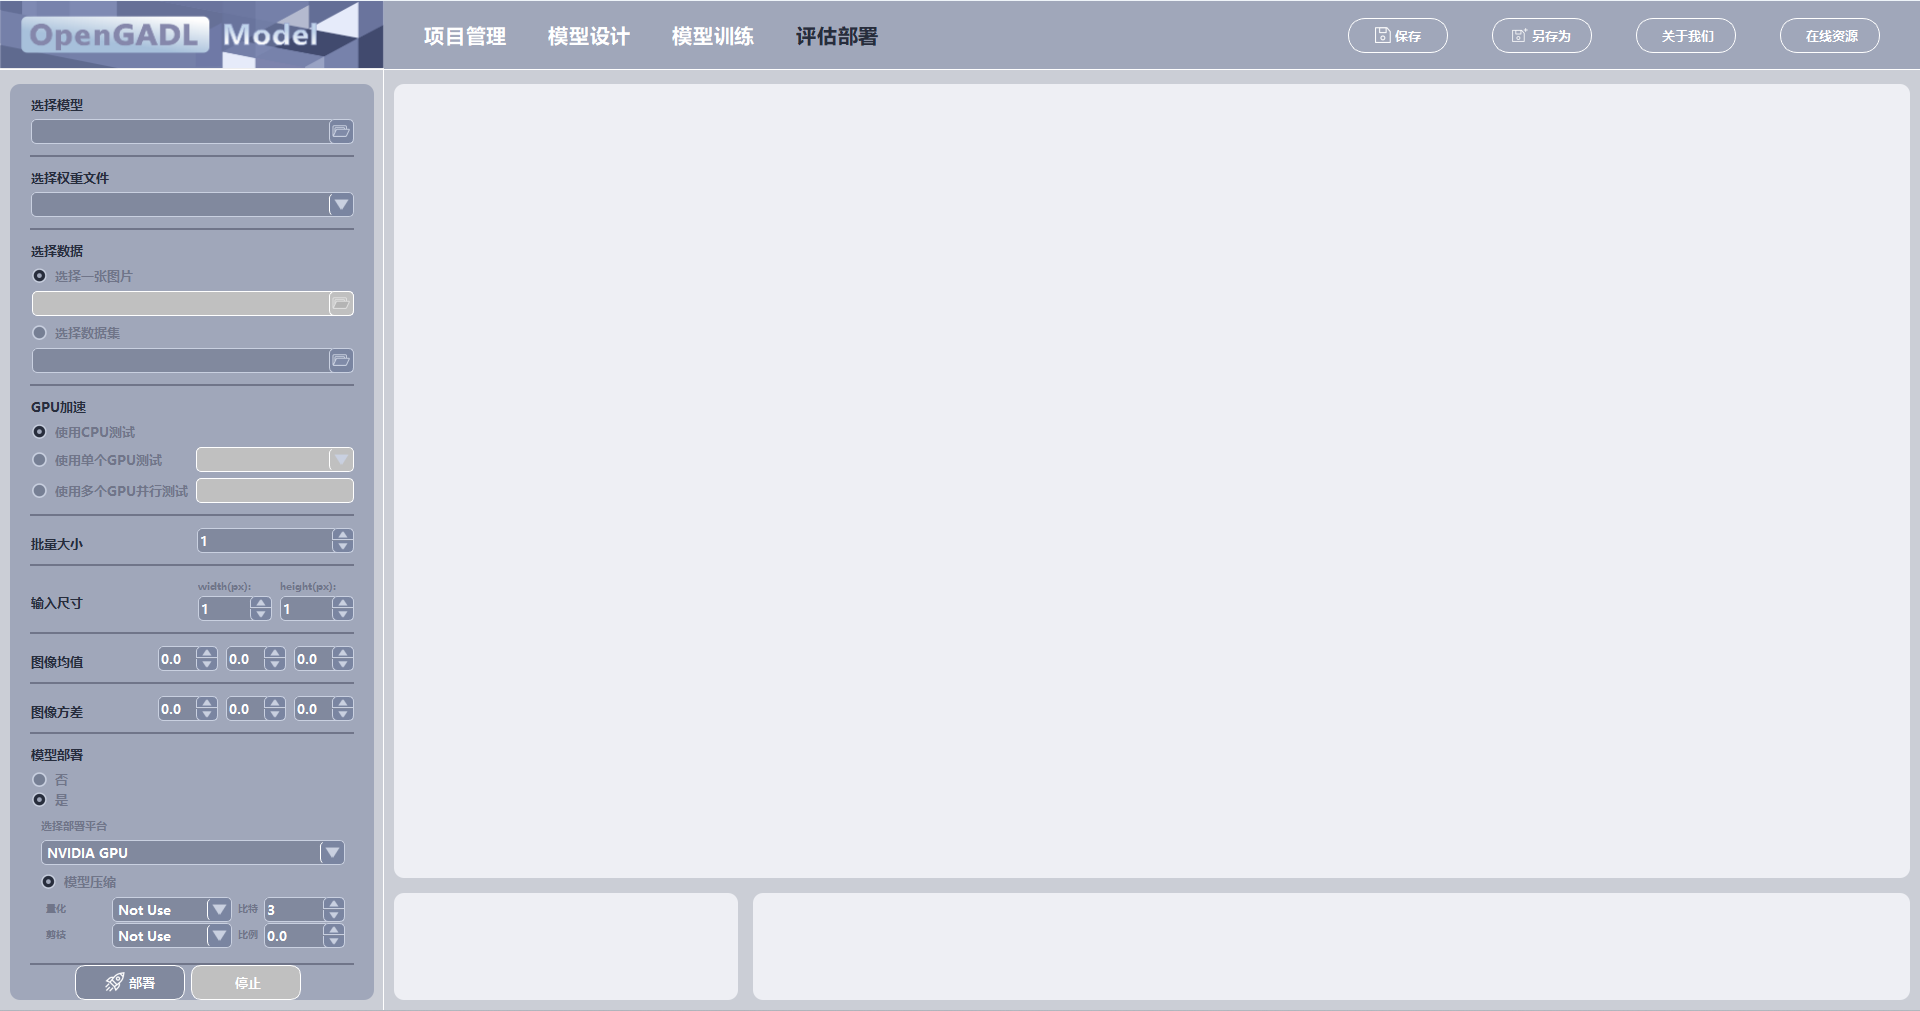 OpenGADL Model
项目管理 模型设计 模型训练 评估部署 保存 另存为 关于我们 在线资源
选择模型
选择权重文件
选择数据
选择一张图片
选择数据集
GPU加速
使用CPU测试
使用单个GPU测试
使用多个GPU并行测试
批量大小 1
width(px): height(px):
输入尺寸 1 1
图像均值 0.0 0.0 0.0
图像方差 0.0 0.0 0.0
模型部署
否
是
选择部署平台
NVIDIA GPU
模型压缩
量化 Not Use 比特 3
剪枝 Not Use 比例 0.0
部署 停止